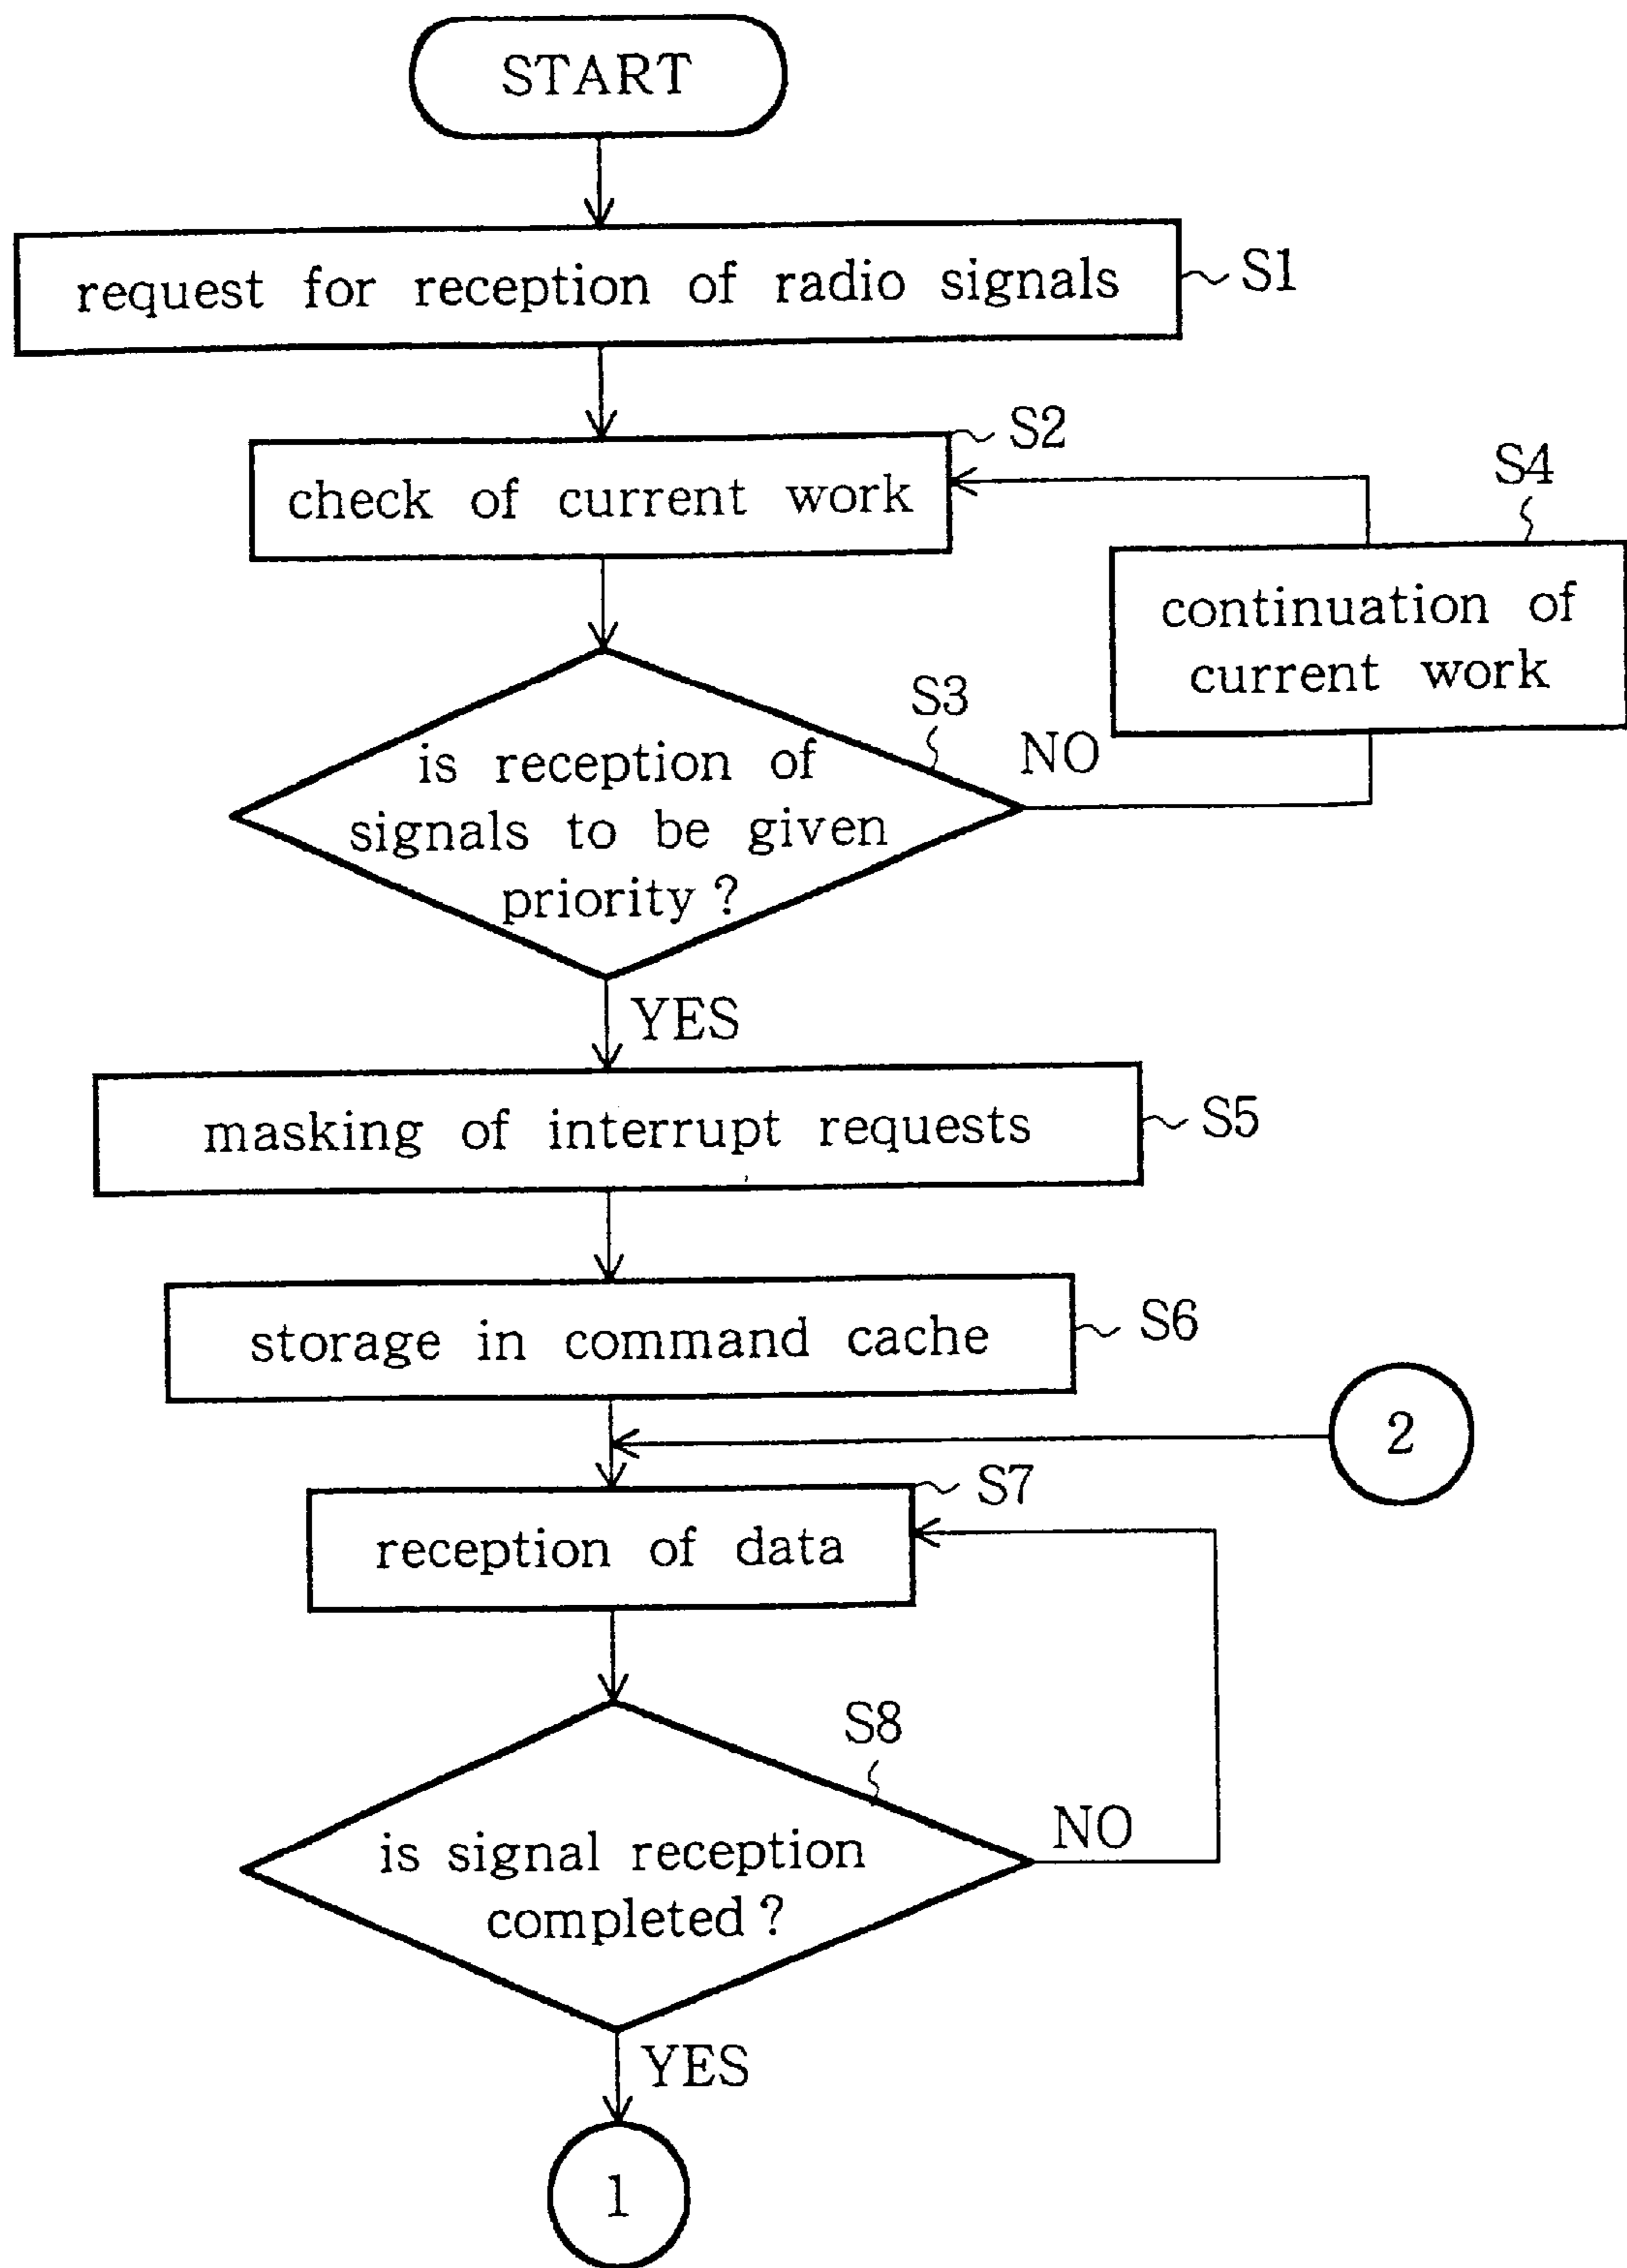 START
request for reception of radio signals
S1
S2
check of current work
S4
continuation of
current work
S3
is reception of
signals to be given
priority ?
NO
YES
masking of interrupt requests
S5
storage in command cache
S6
2
S7
reception of data
S8
is signal reception
completed ?
NO
YES
1